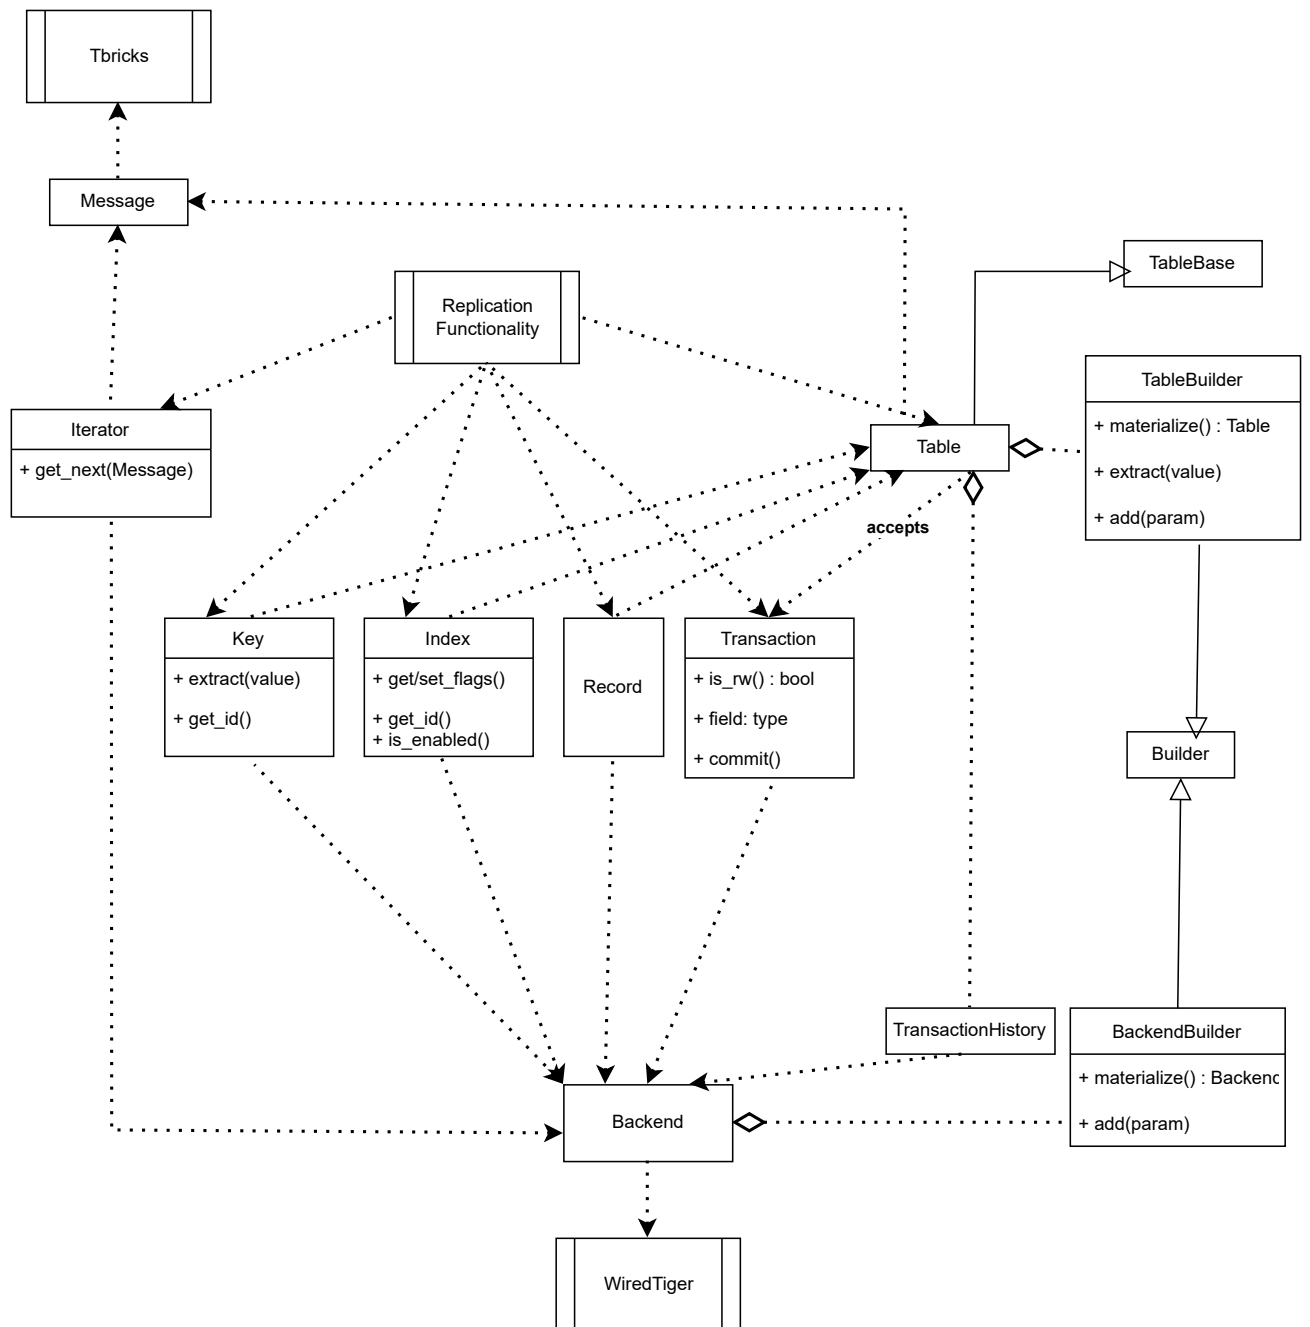 Tbricks
Message
TableBase
Replication
Functionality
TableBuilder
+ materialize() : Table
+ extract(value)
+ add(param)
Iterator
+ get_next(Message)
Table
accepts
Key
+ extract(value)
+ get_id()
Index
+ get/set_flags()
+ get_id()
+ is_enabled()
Record
Transaction
+ is_rw() : bool
+ field: type
+ commit()
Builder
TransactionHistory
BackendBuilder
+ materialize() : Backend
+ add(param)
Backend
WiredTiger